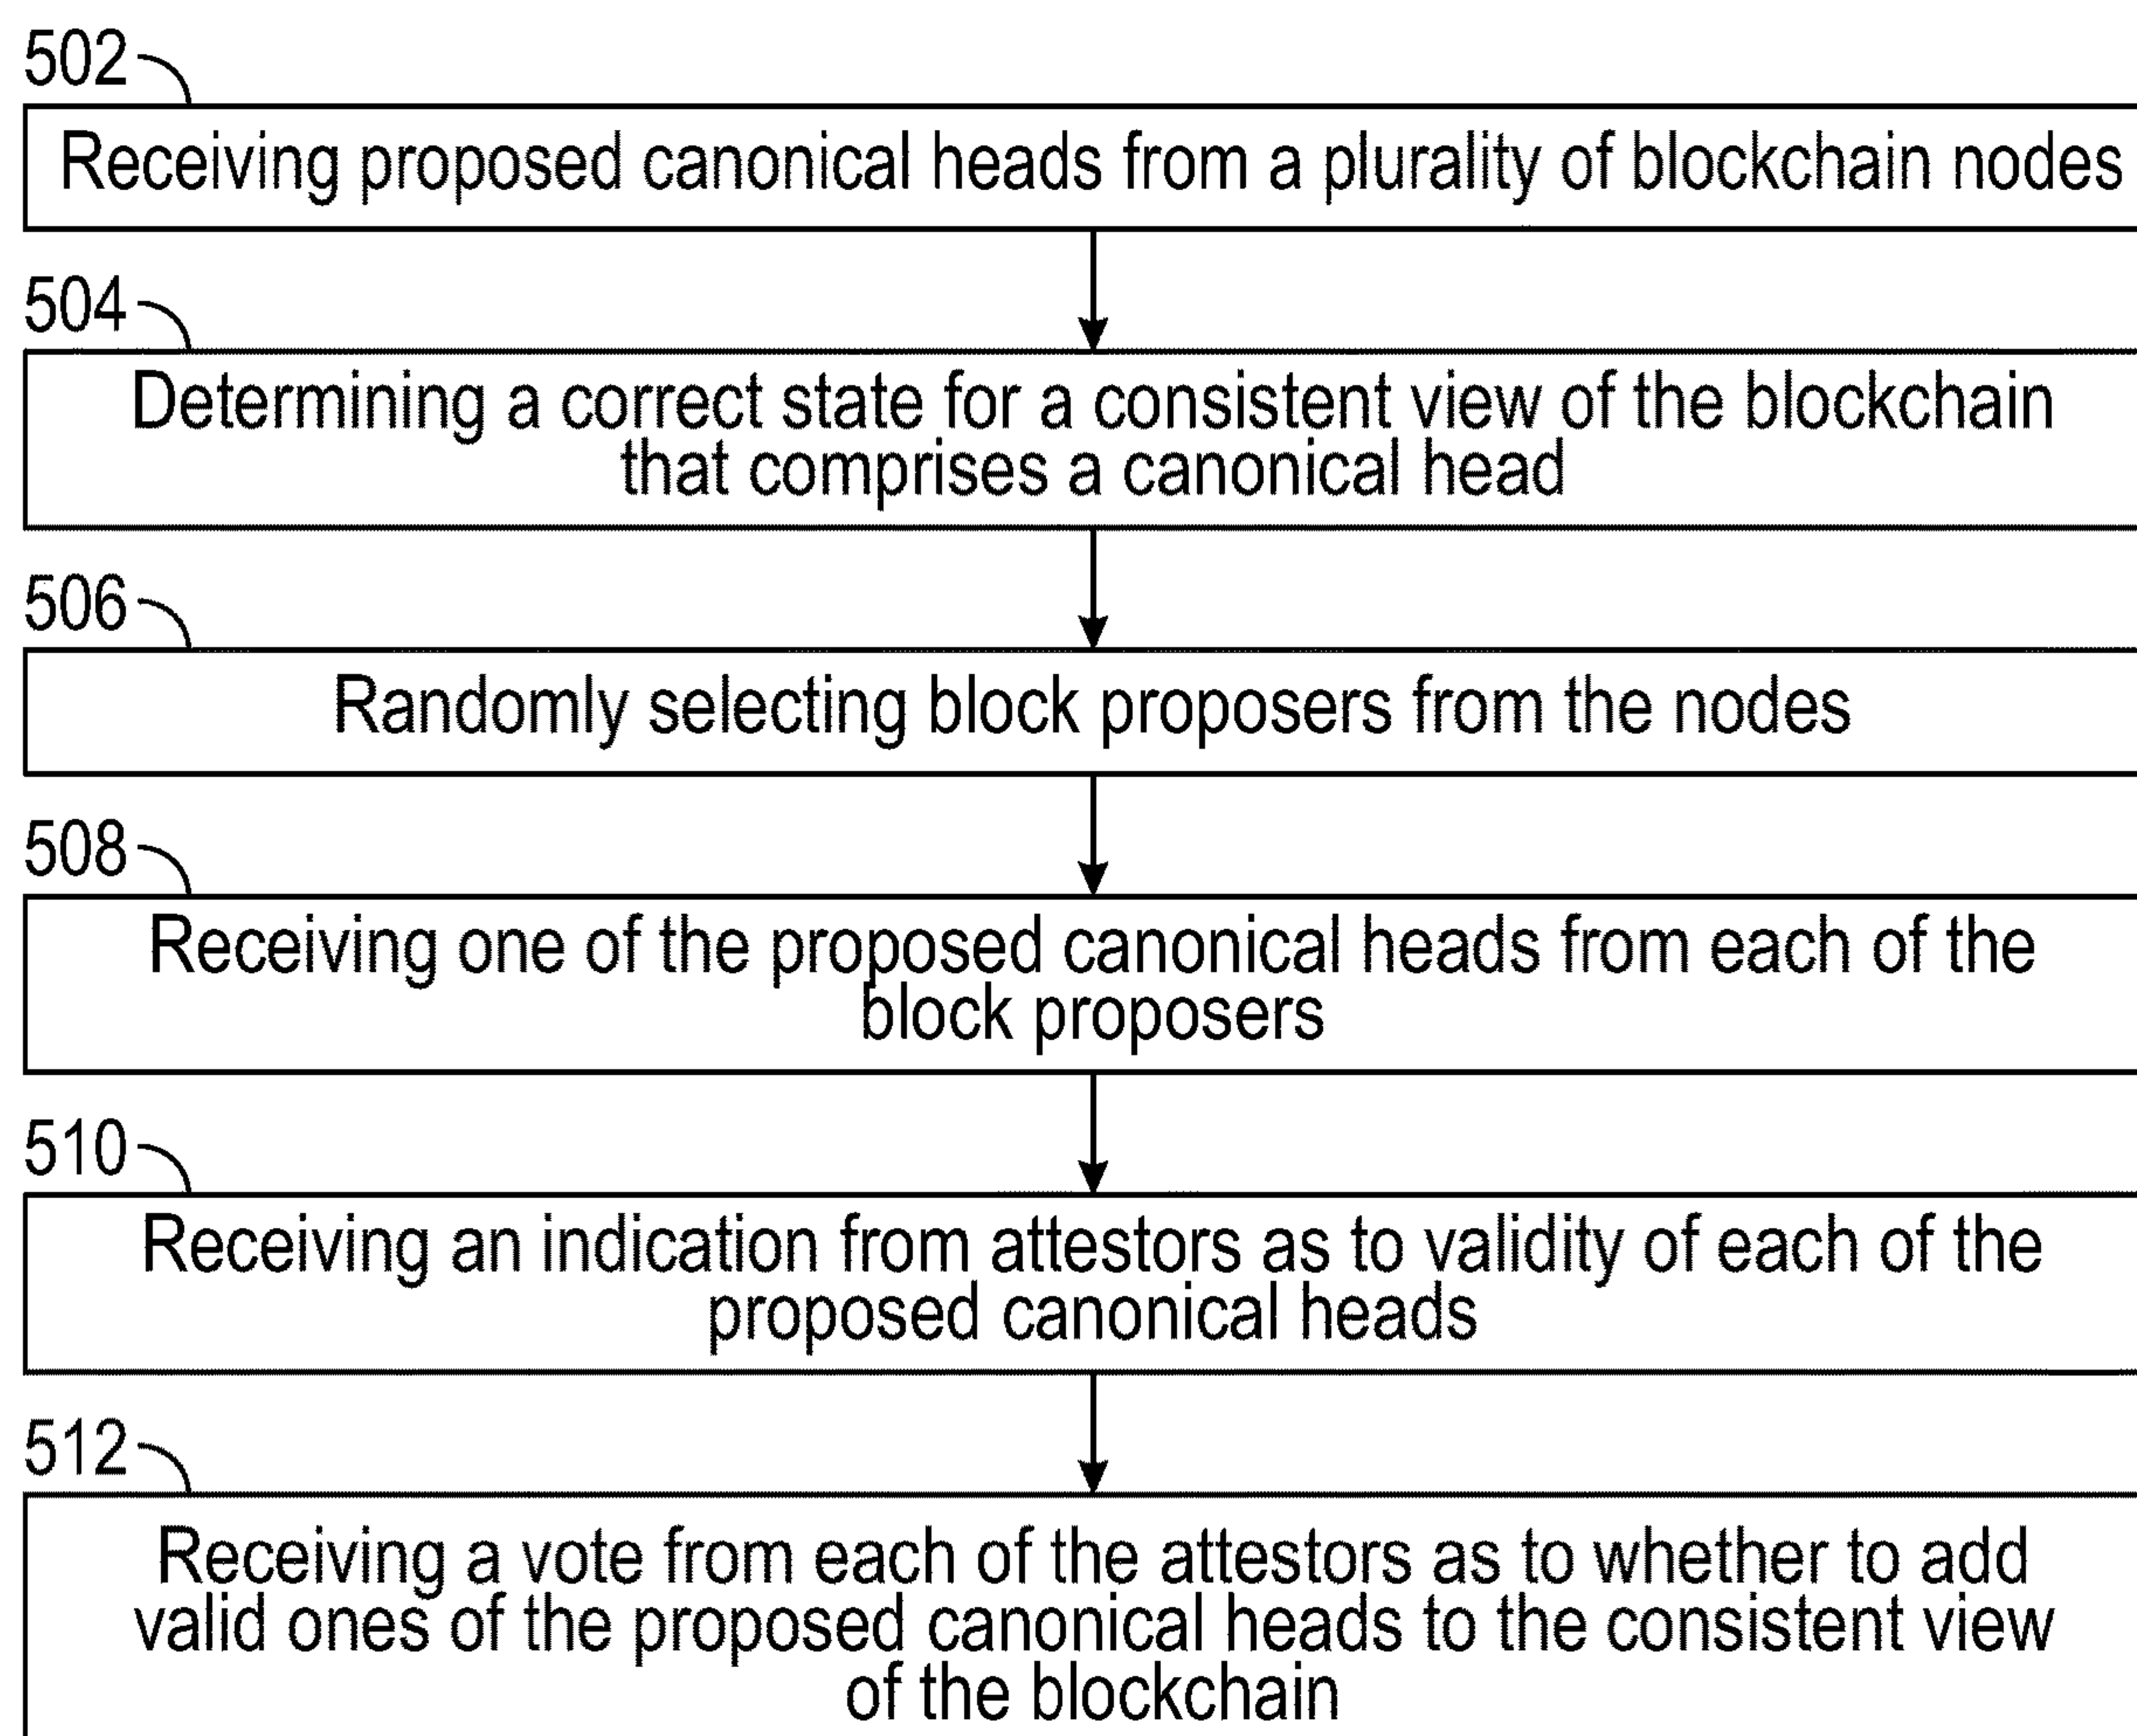 502
Receiving proposed canonical heads from a plurality of blockchain nodes
504
Determining a correct state for a consistent view of the blockchain
that comprises a canonical head
506
Randomly selecting block proposers from the nodes
508
Receiving one of the proposed canonical heads from each of the
block proposers
510
Receiving an indication from attestors as to validity of each of the
proposed canonical heads
512
Receiving a vote from each of the attestors as to whether to add
valid ones of the proposed canonical heads to the consistent view
of the blockchain